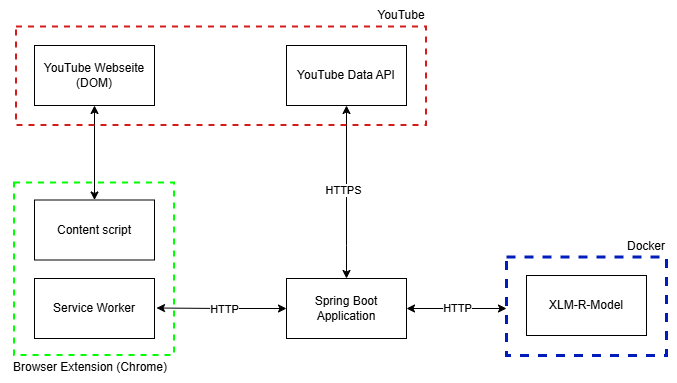 YouTube
YouTube Webseite
(DOM)
YouTube Data API
HTTPS
Content script
Docker
Service Worker
HTTP
Spring Boot
Application
HTTP
XLM-R-Model
Browser Extension (Chrome)